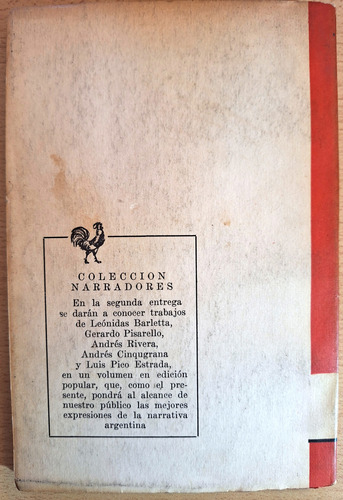 COLECCION
NARRADORES
En la segunda entrega
se darán a conocer trabajos
de Leónidas Barletta,
Gerardo Pisarello,
Andrés Rivera,
Andrés Cinqugrana
y Luis Pico Estrada,
en un volumen en edición
popular, que, como el pre-
sente, pondrá al alcance de
nuestro público las mejores
expresiones de la narrativa
argentina